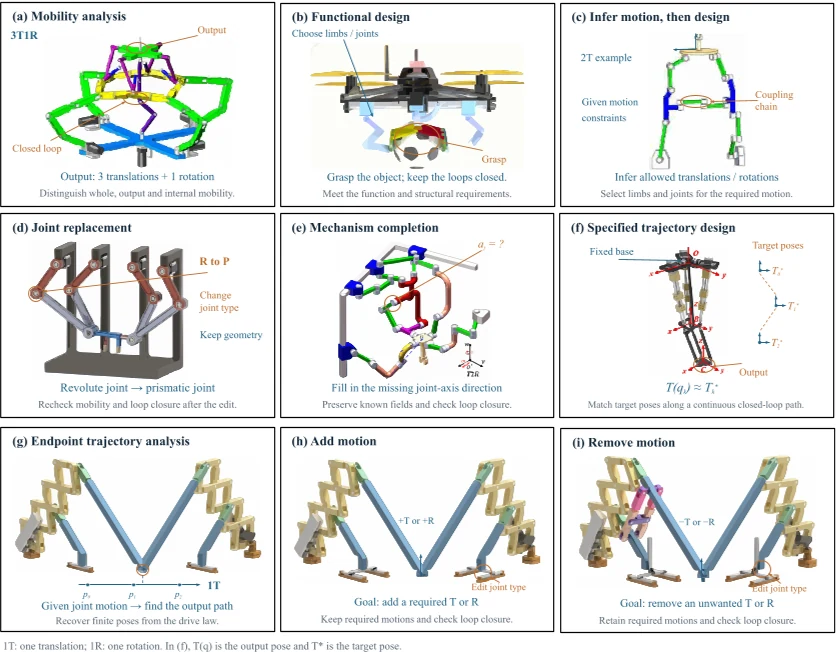 (a) Mobility analysis
3T1R
Output
Closed loop
Output: 3 translations + 1 rotation
Distinguish whole, output and internal mobility.
(b) Functional design
Choose limbs / joints
Grasp
Grasp the object; keep the loops closed.
Meet the function and structural requirements.
(c) Infer motion, then design
2T example
Given motion
constraints
Coupling
chain
Infer allowed translations / rotations
Select limbs and joints for the required motion.
(d) Joint replacement
R to P
Change
joint type
Keep geometry
Revolute joint → prismatic joint
Recheck mobility and loop closure after the edit.
(e) Mechanism completion
aᵢ = ?
T2R
Fill in the missing joint-axis direction
Preserve known fields and check loop closure.
(f) Specified trajectory design
Fixed base
Target poses
O
x
y
T₀*
T₁*
T₂*
x
y
x
C
y
Output
T(qₖ) ≈ Tₖ*
Match target poses along a continuous closed-loop path.
(g) Endpoint trajectory analysis
1T
p₀
p₁
p₂
Given joint motion → find the output path
Recover finite poses from the drive law.
(h) Add motion
+T or +R
Edit joint type
Goal: add a required T or R
Keep required motions and check loop closure.
(i) Remove motion
−T or −R
Edit joint type
Goal: remove an unwanted T or R
Retain required motions and check loop closure.
1T: one translation; 1R: one rotation. In (f), T(q) is the output pose and T* is the target pose.